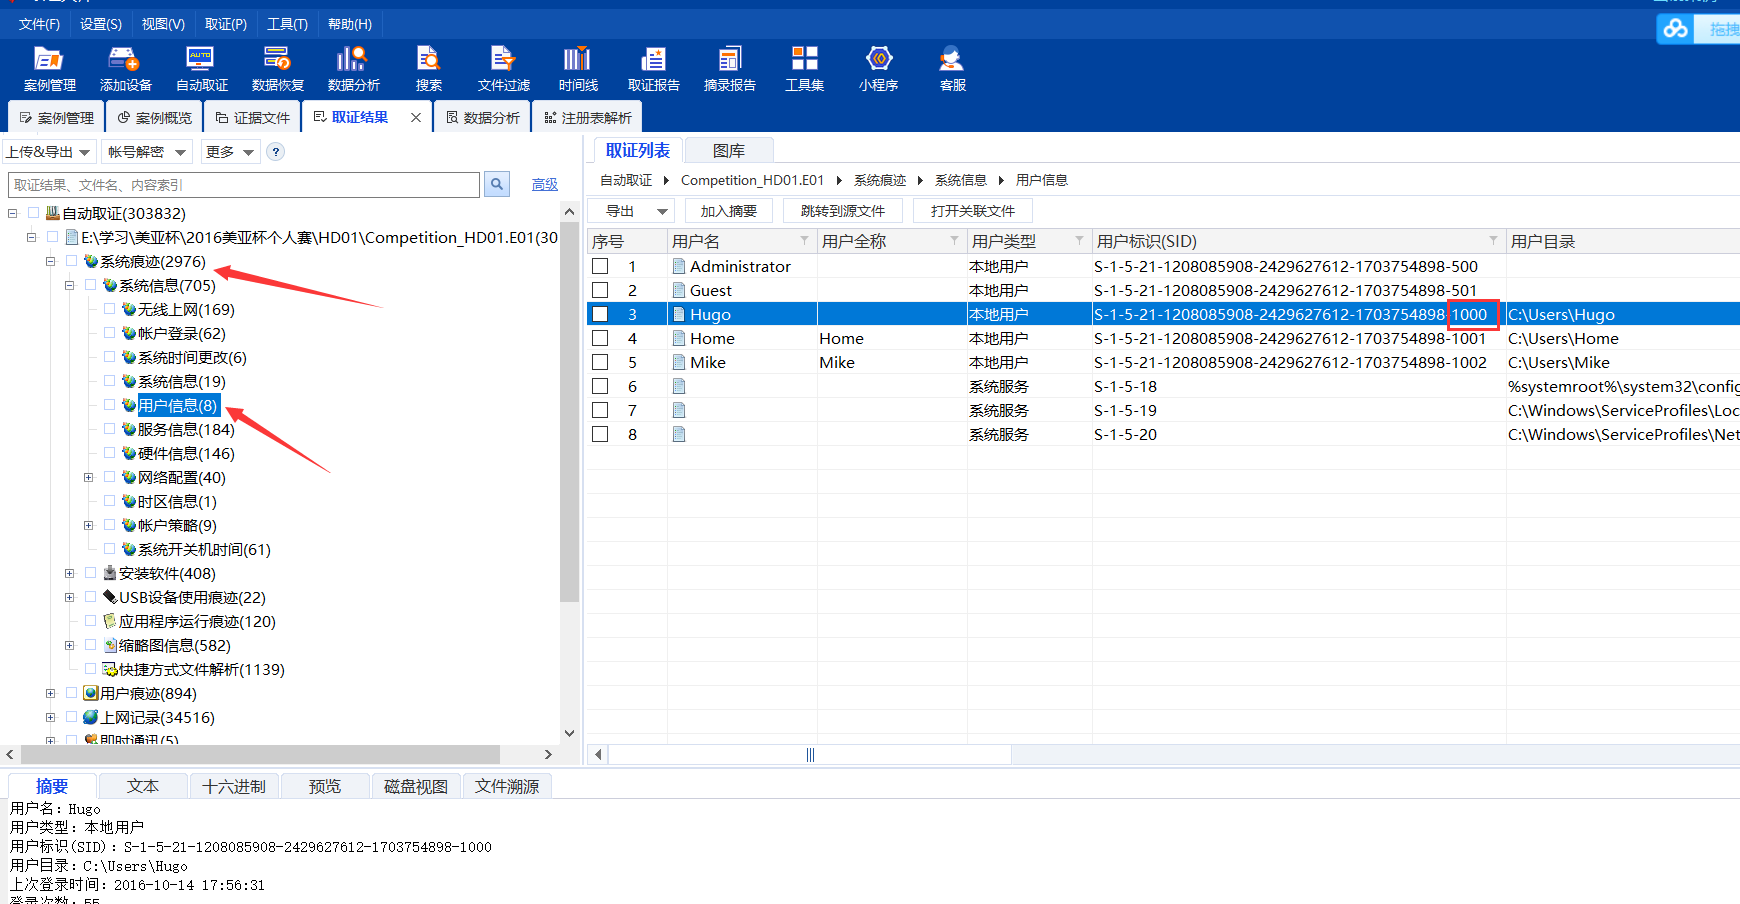 文件(F) 设置(S) 视图(V) 取证(P) 工具(T) 帮助(H)
拖拽
案例管理 添加设备 自动取证 数据恢复 数据分析 搜索 文件过滤 时间线 取证报告 摘录报告 工具集 小程序 客服
AUTO
案例管理 案例概览 证据文件 取证结果 数据分析 注册表解析
上传&导出 帐号解密 更多 ?
取证结果、文件名、内容索引 高级
自动取证(303832)
E:\学习\美亚杯\2016美亚杯个人赛\HD01\Competition_HD01.E01(30
系统痕迹(2976)
系统信息(705)
无线上网(169)
帐户登录(62)
系统时间更改(6)
系统信息(19)
用户信息(8)
服务信息(184)
硬件信息(146)
网络配置(40)
时区信息(1)
帐户策略(9)
系统开关机时间(61)
安装软件(408)
USB设备使用痕迹(22)
应用程序运行痕迹(120)
缩略图信息(582)
快捷方式文件解析(1139)
用户痕迹(894)
上网记录(34516)
即时通讯(5)
取证列表 图库
自动取证 Competition_HD01.E01 系统痕迹 系统信息 用户信息
导出 加入摘要 跳转到源文件 打开关联文件
序号 用户名 用户全称 用户类型 用户标识(SID) 用户目录
1 Administrator 本地用户 S-1-5-21-1208085908-2429627612-1703754898-500
2 Guest 本地用户 S-1-5-21-1208085908-2429627612-1703754898-501
3 Hugo 本地用户 S-1-5-21-1208085908-2429627612-1703754898-1000 C:\Users\Hugo
4 Home Home 本地用户 S-1-5-21-1208085908-2429627612-1703754898-1001 C:\Users\Home
5 Mike Mike 本地用户 S-1-5-21-1208085908-2429627612-1703754898-1002 C:\Users\Mike
6 系统服务 S-1-5-18 %systemroot%\system32\config
7 系统服务 S-1-5-19 C:\Windows\ServiceProfiles\Loc
8 系统服务 S-1-5-20 C:\Windows\ServiceProfiles\Net
摘要 文本 十六进制 预览 磁盘视图 文件溯源
用户名: Hugo
用户类型: 本地用户
用户标识(SID): S-1-5-21-1208085908-2429627612-1703754898-1000
用户目录: C:\Users\Hugo
上次登录时间: 2016-10-14 17:56:31
登录次数: 55